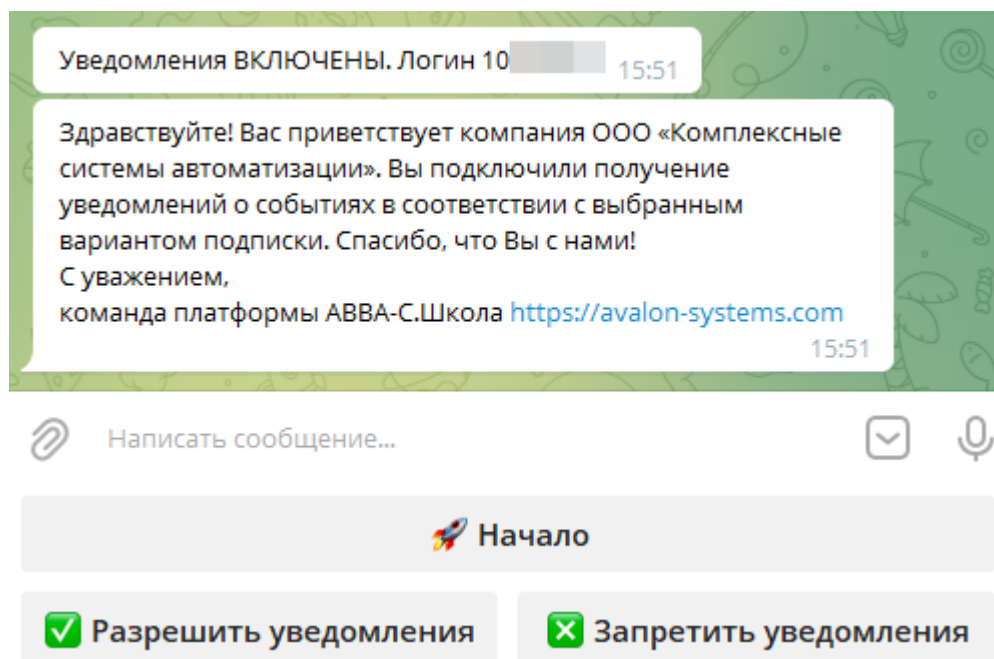 Уведомления ВКЛЮЧЕНЫ. Логин 10
15:51
Здравствуйте! Вас приветствует компания ООО «Комплексные
системы автоматизации». Вы подключили получение
уведомлений о событиях в соответствии с выбранным
вариантом подписки. Спасибо, что Вы с нами!
С уважением,
команда платформы АВВА-С.Школа https://avalon-systems.com
15:51
Написать сообщение...
🚀 Начало
✅ Разрешить уведомления
❎ Запретить уведомления